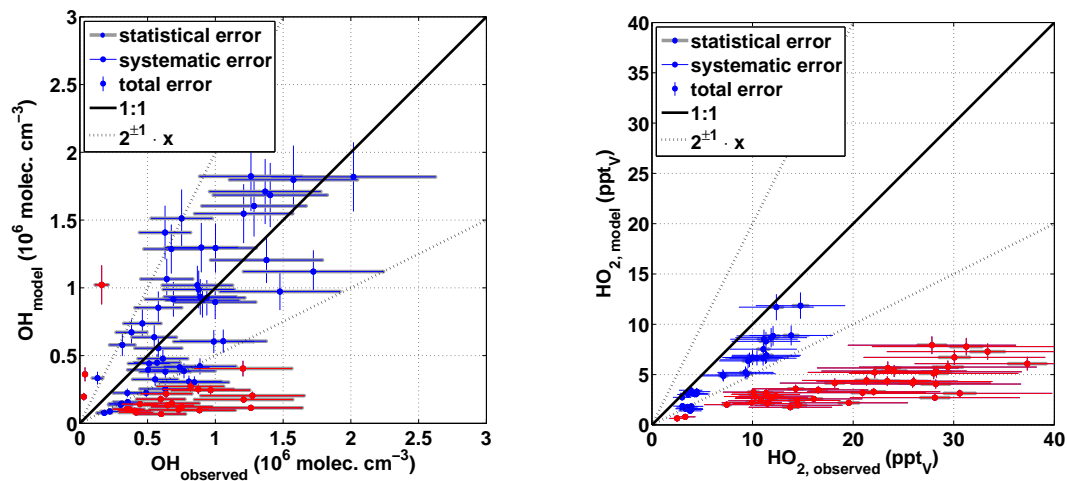 3
2.5
2
1.5
1
0.5
0
0
0.5
1
1.5
2
2.5
3
OH_model (10^6 molec. cm^−3)
OH_observed (10^6 molec. cm^−3)
statistical error
systematic error
total error
1:1
2^±1 · x
40
35
30
25
20
15
10
5
0
0
10
20
30
40
HO_2, model (ppt_V)
HO_2, observed (ppt_V)
statistical error
systematic error
total error
1:1
2^±1 · x